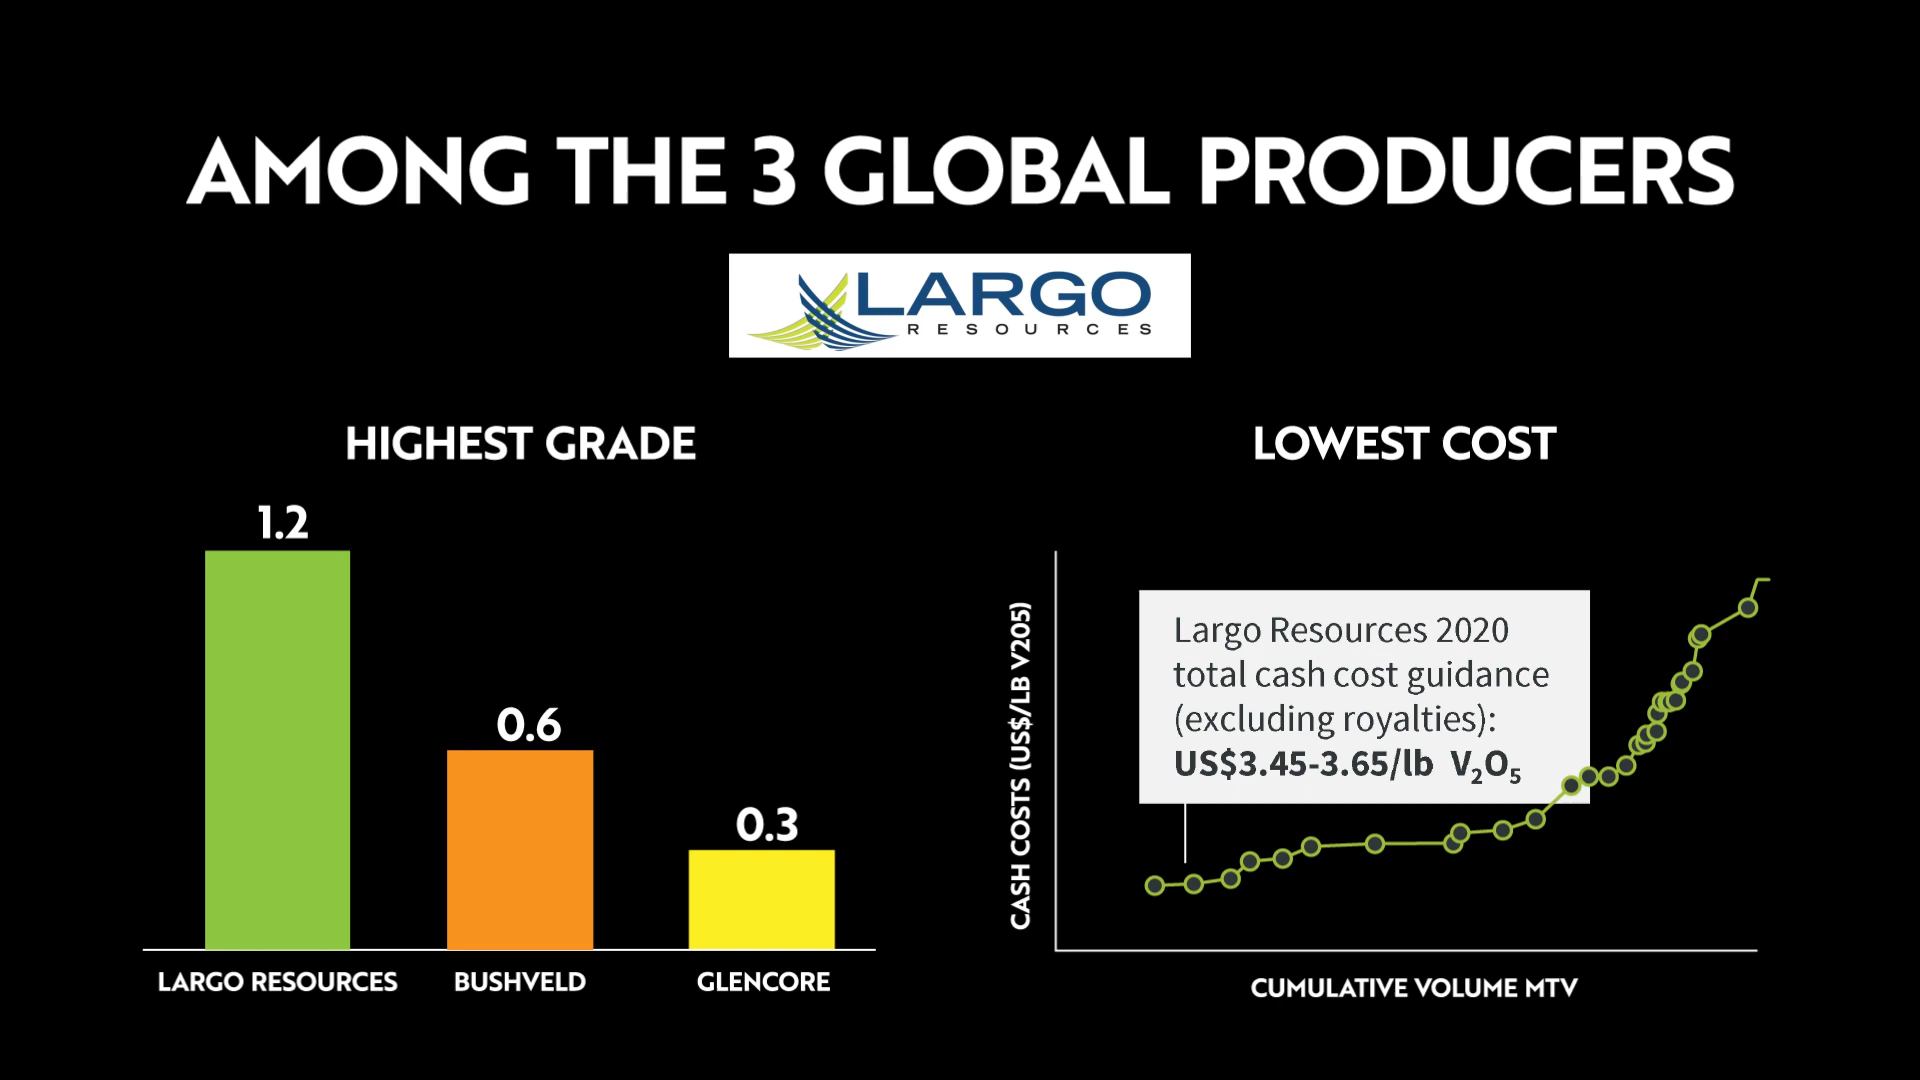 AMONG THE 3 GLOBAL PRODUCERS
LARGO
RESOURCES
HIGHEST GRADE
1.2
0.6
0.3
LARGO RESOURCES
BUSHVELD
GLENCORE
LOWEST COST
CASH COSTS (US$/LB V205)
Largo Resources 2020
total cash cost guidance
(excluding royalties):
US$3.45-3.65/lb V₂O₅
CUMULATIVE VOLUME MTV